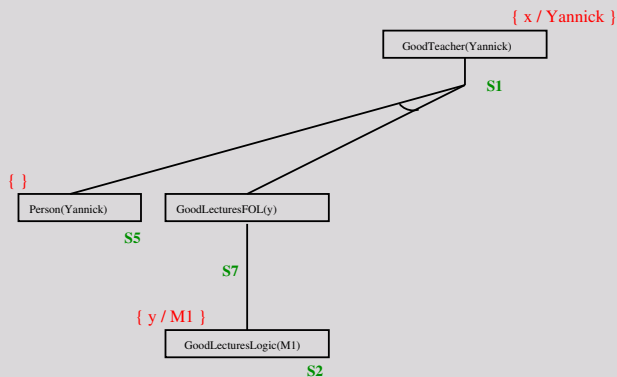 { x / Yannick }
GoodTeacher(Yannick)
S1
{ }
Person(Yannick)
GoodLecturesFOL(y)
S5
S7
{ y / M1 }
GoodLecturesLogic(M1)
S2